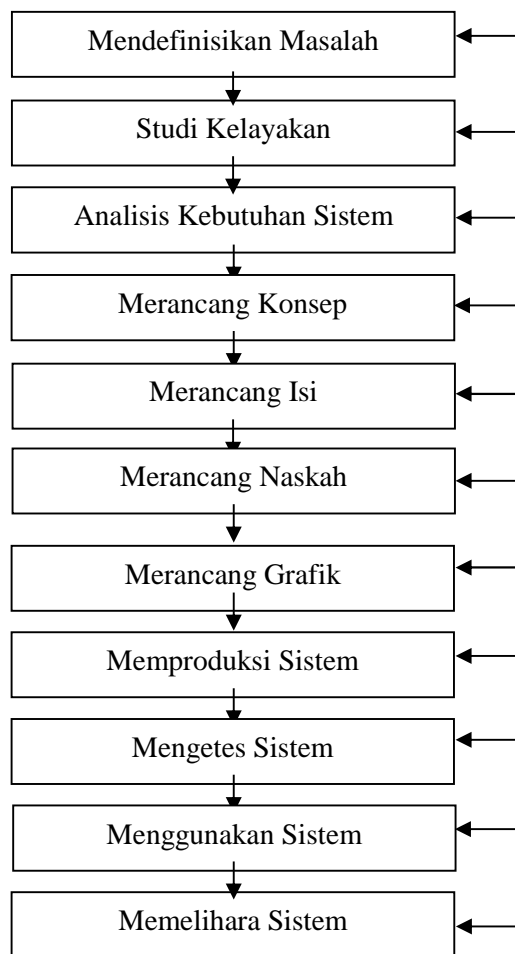 Mendefinisikan Masalah
Studi Kelayakan
Analisis Kebutuhan Sistem
Merancang Konsep
Merancang Isi
Merancang Naskah
Merancang Grafik
Memproduksi Sistem
Mengetes Sistem
Menggunakan Sistem
Memelihara Sistem